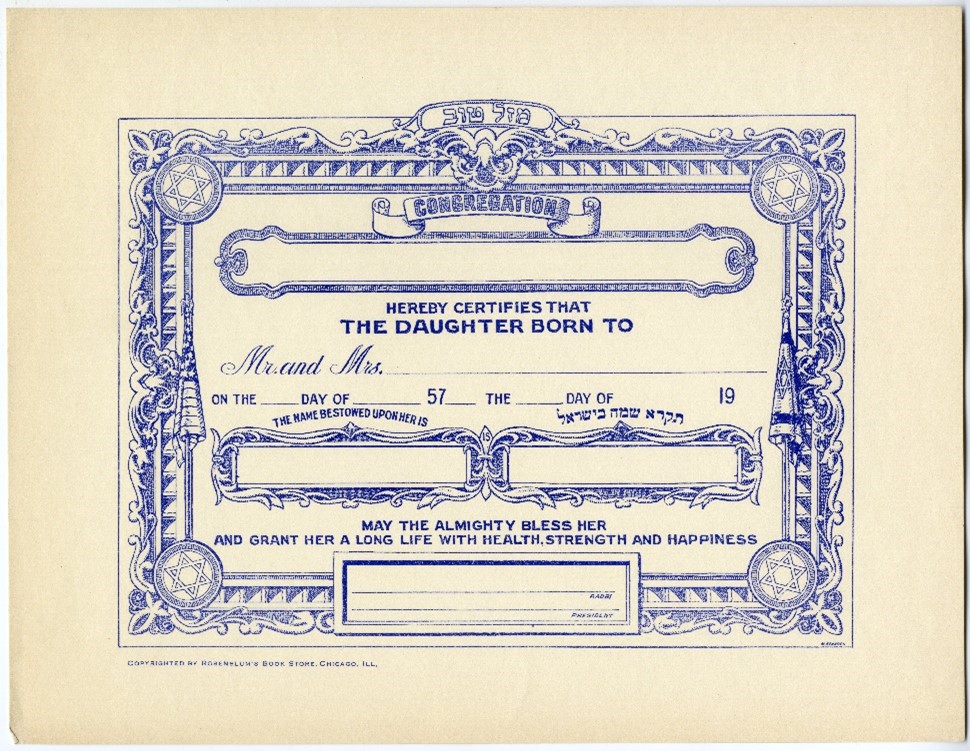 מזל טוב
CONGREGATION
HEREBY CERTIFIES THAT
THE DAUGHTER BORN TO
Mr. and Mrs.
ON THE DAY OF 57 THE DAY OF 19
THE NAME BESTOWED UPON HER IS תקרא שמה בישראל
IS
MAY THE ALMIGHTY BLESS HER
AND GRANT HER A LONG LIFE WITH HEALTH, STRENGTH AND HAPPINESS
RABBI
PRESIDENT
COPYRIGHTED BY ROSENBLUM'S BOOK STORE, CHICAGO, ILL.